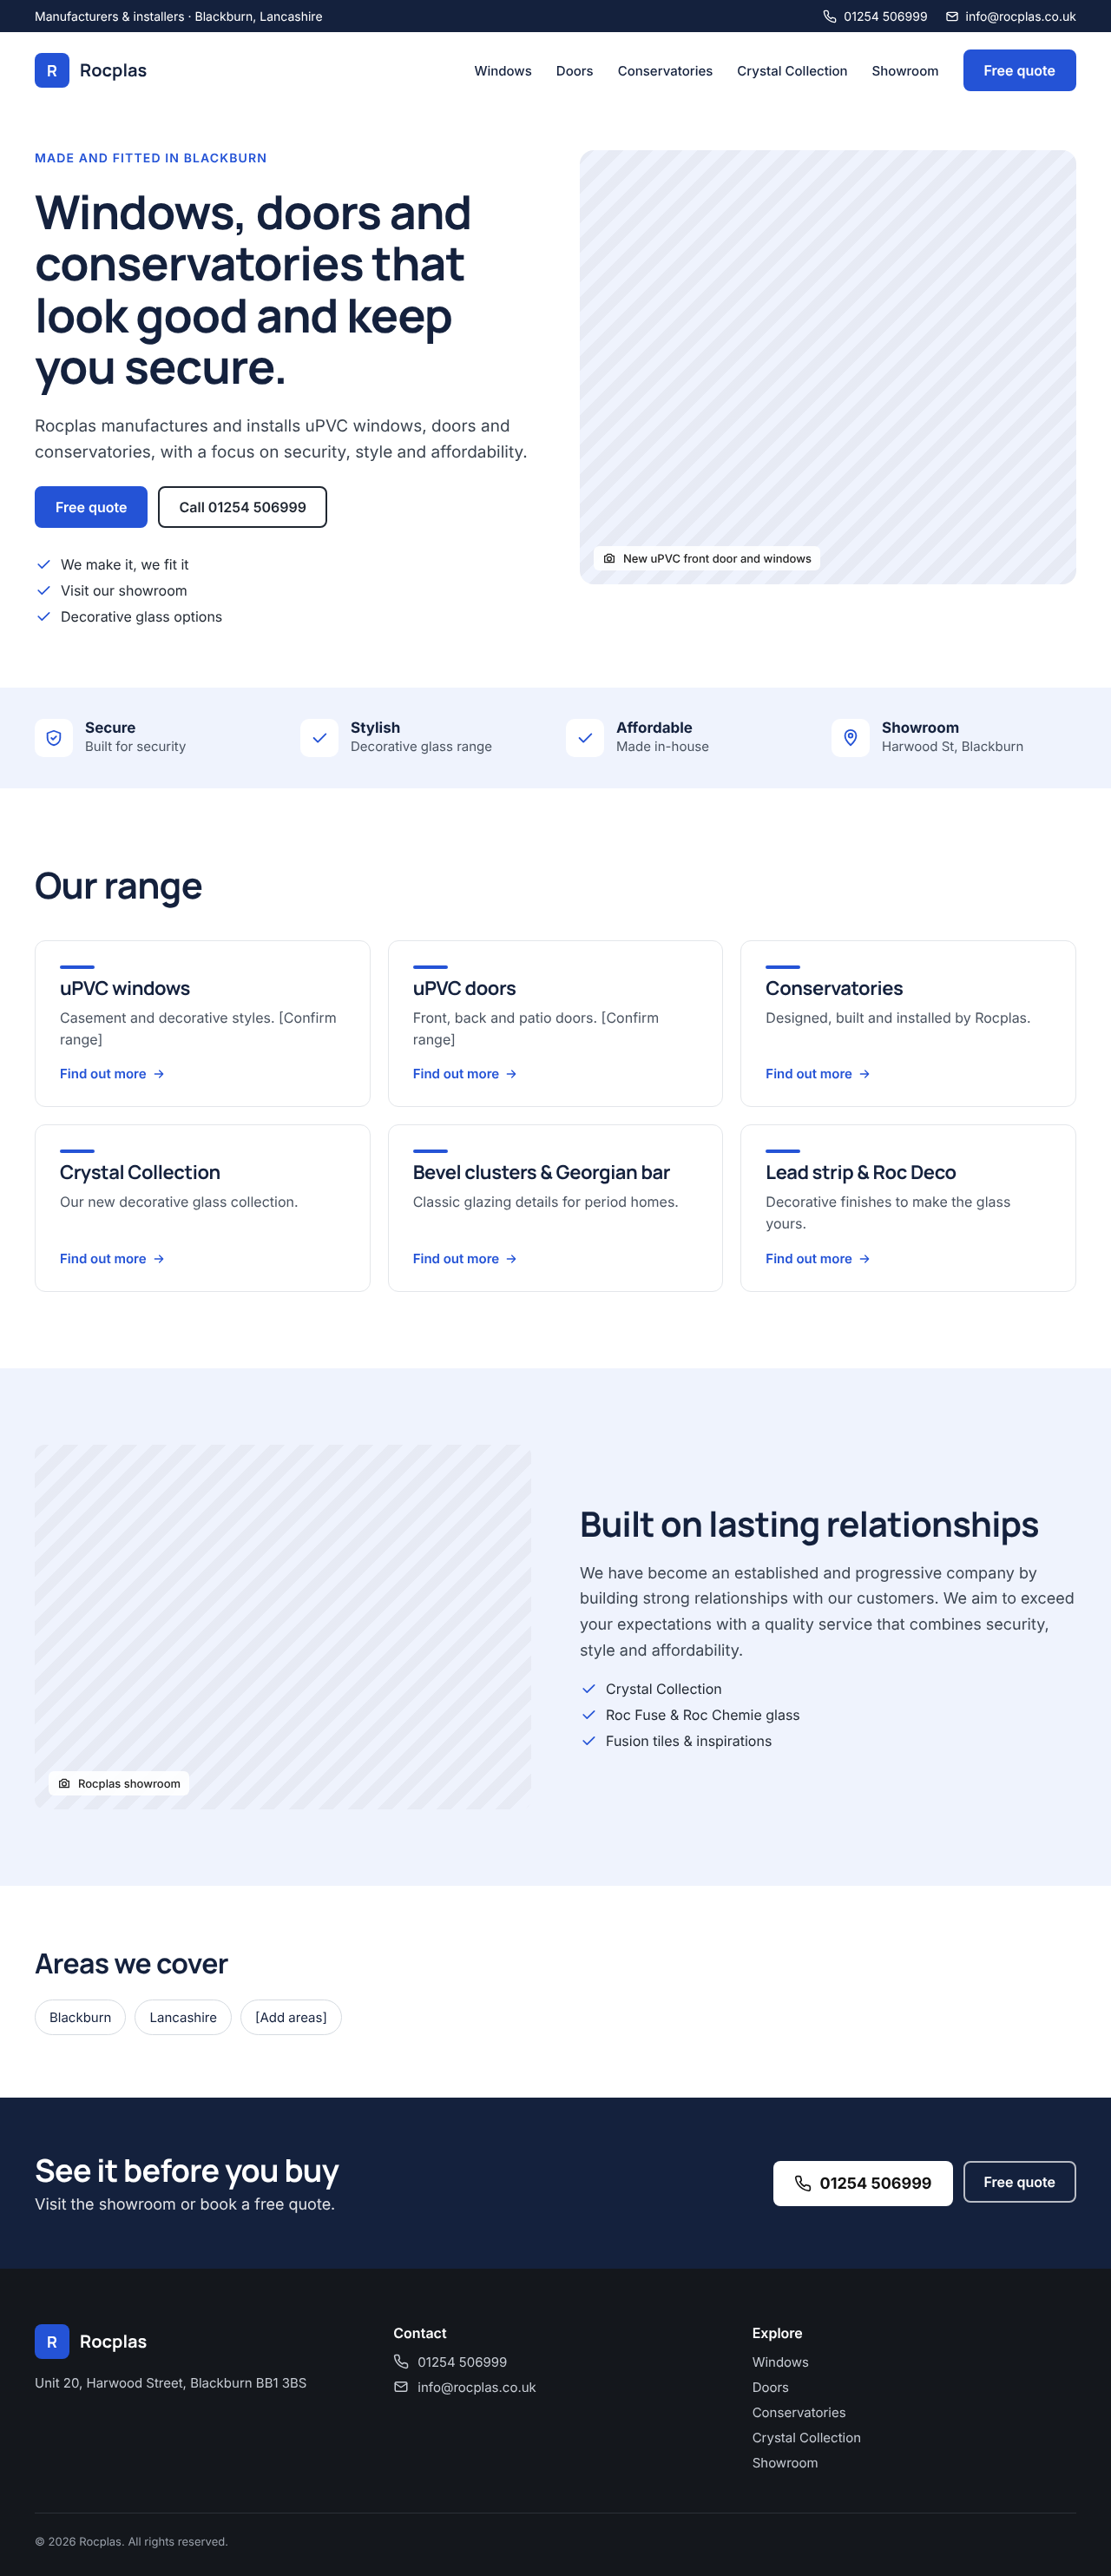 Manufacturers & installers · Blackburn, Lancashire
01254 506999
info@rocplas.co.uk
R
Rocplas
Windows
Doors
Conservatories
Crystal Collection
Showroom
Free quote
MADE AND FITTED IN BLACKBURN
Windows, doors and
conservatories that
look good and keep
you secure.
Rocplas manufactures and installs uPVC windows, doors and
conservatories, with a focus on security, style and affordability.
Free quote
Call 01254 506999
We make it, we fit it
Visit our showroom
Decorative glass options
New uPVC front door and windows
Secure
Built for security
Stylish
Decorative glass range
Affordable
Made in-house
Showroom
Harwood St, Blackburn
Our range
uPVC windows
Casement and decorative styles. [Confirm
range]
Find out more
uPVC doors
Front, back and patio doors. [Confirm
range]
Find out more
Conservatories
Designed, built and installed by Rocplas.
Find out more
Crystal Collection
Our new decorative glass collection.
Find out more
Bevel clusters & Georgian bar
Classic glazing details for period homes.
Find out more
Lead strip & Roc Deco
Decorative finishes to make the glass
yours.
Find out more
Rocplas showroom
Built on lasting relationships
We have become an established and progressive company by
building strong relationships with our customers. We aim to exceed
your expectations with a quality service that combines security,
style and affordability.
Crystal Collection
Roc Fuse & Roc Chemie glass
Fusion tiles & inspirations
Areas we cover
Blackburn
Lancashire
[Add areas]
See it before you buy
Visit the showroom or book a free quote.
01254 506999
Free quote
R
Rocplas
Unit 20, Harwood Street, Blackburn BB1 3BS
Contact
01254 506999
info@rocplas.co.uk
Explore
Windows
Doors
Conservatories
Crystal Collection
Showroom
© 2026 Rocplas. All rights reserved.